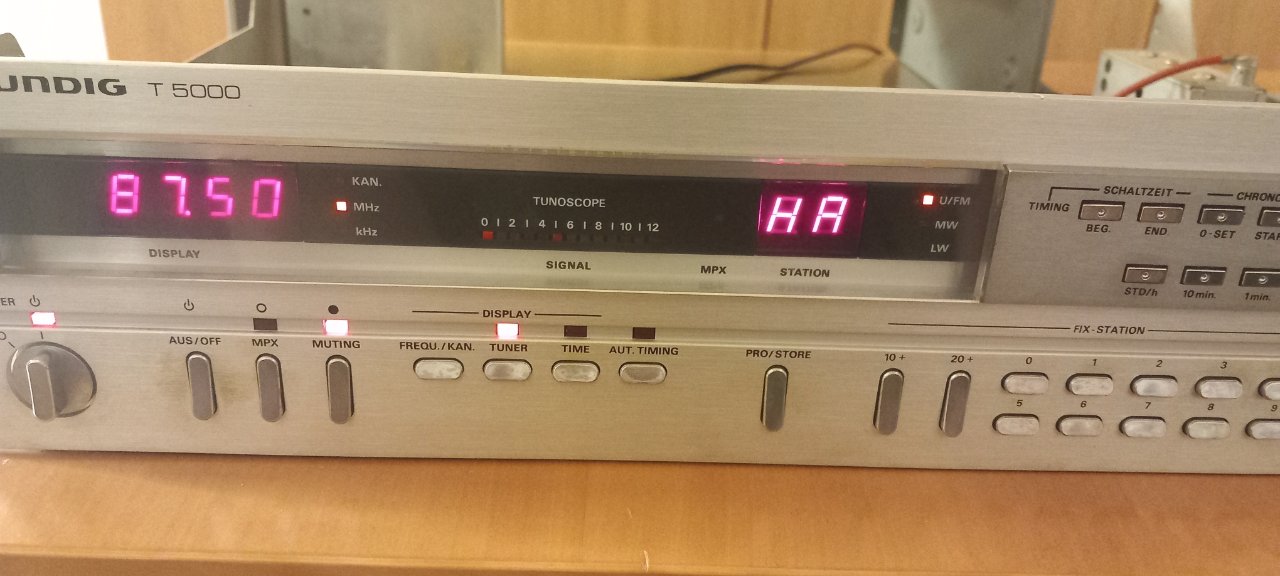 UNDIG T 5000
87.50
KAN.
MHz
kHz
DISPLAY
TUNOSCOPE
0 | 2 | 4 | 6 | 8 | 10 | 12
SIGNAL
MPX
HA
STATION
U/FM
MW
LW
TIMING
SCHALTZEIT
CHRONO
BEG.
END
0-SET
STAR
STD/h
10 min.
1 min.
ER
AUS/OFF
MPX
MUTING
DISPLAY
FREQU./KAN.
TUNER
TIME
AUT. TIMING
PRO/STORE
FIX-STATION
10 +
20 +
0 1 2 3
5 6 7 8 9